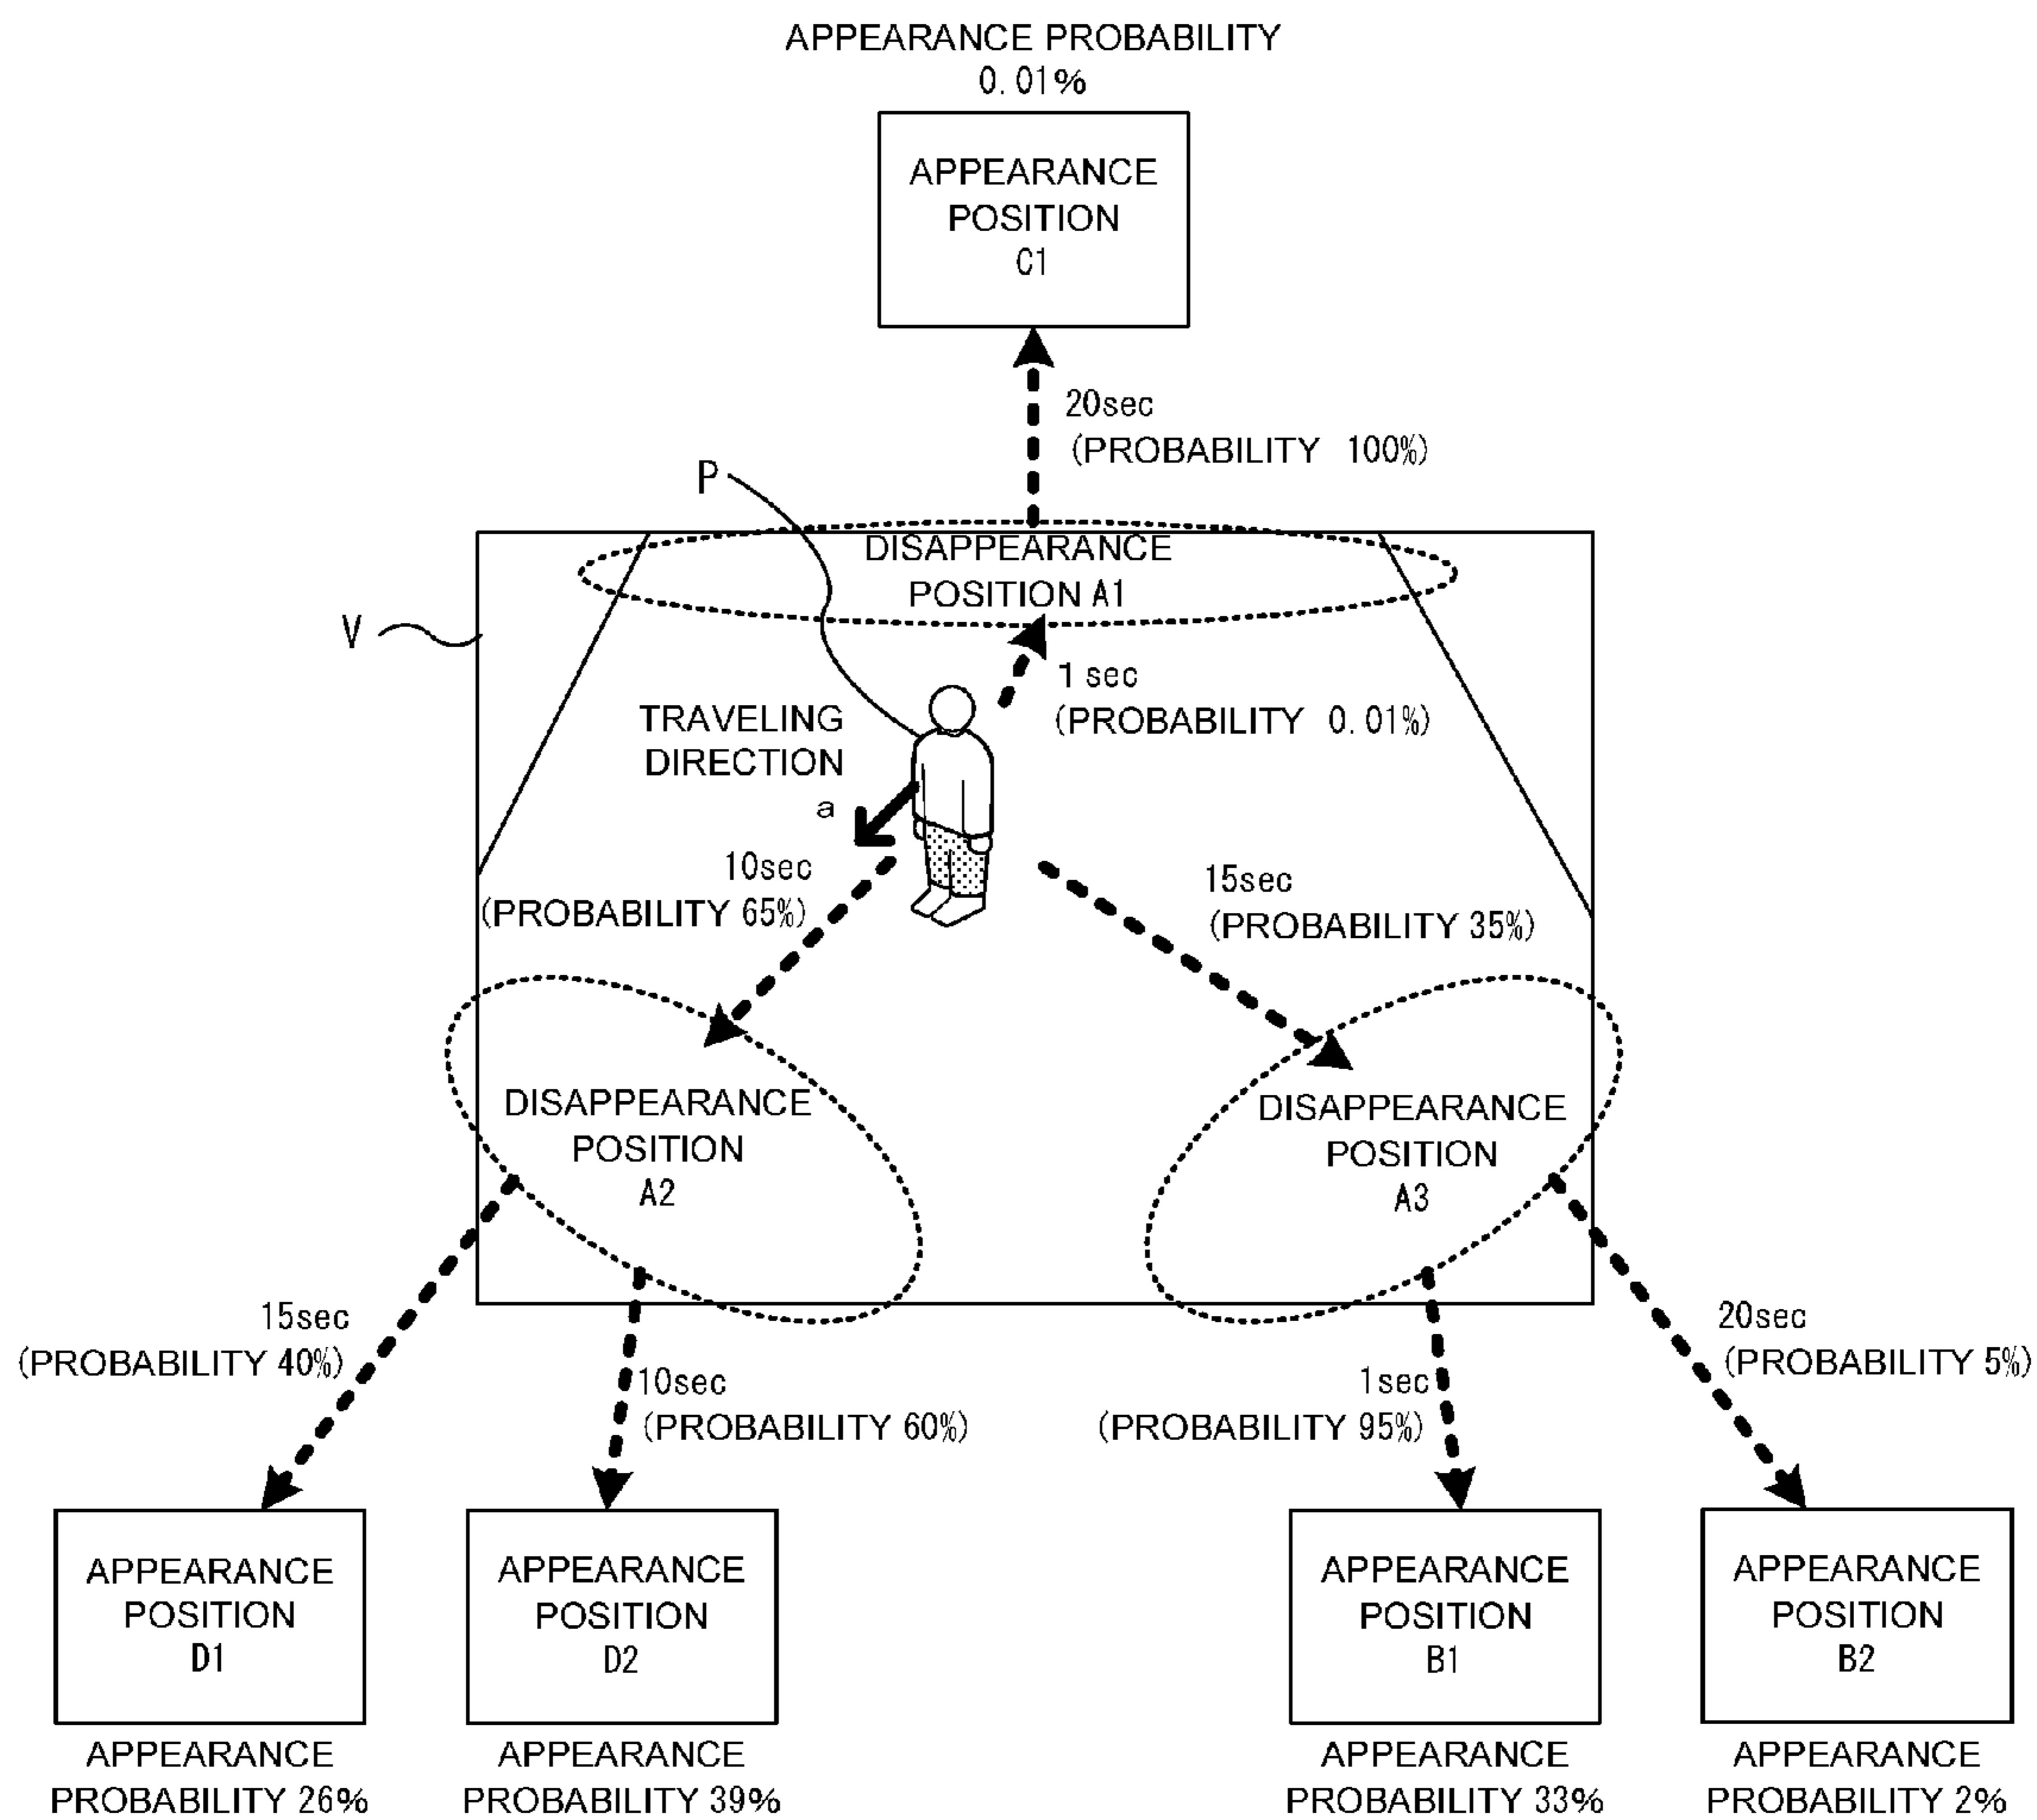 APPEARANCE PROBABILITY
0.01%
APPEARANCE
POSITION
C1
20sec
(PROBABILITY 100%)
P
DISAPPEARANCE
POSITION A1
V
1 sec
(PROBABILITY 0.01%)
TRAVELING
DIRECTION
a
10sec
(PROBABILITY 65%)
15sec
(PROBABILITY 35%)
DISAPPEARANCE
POSITION
A2
DISAPPEARANCE
POSITION
A3
15sec
(PROBABILITY 40%)
10sec
(PROBABILITY 60%)
1sec
(PROBABILITY 95%)
20sec
(PROBABILITY 5%)
APPEARANCE
POSITION
D1
APPEARANCE
POSITION
D2
APPEARANCE
POSITION
B1
APPEARANCE
POSITION
B2
APPEARANCE
PROBABILITY 26%
APPEARANCE
PROBABILITY 39%
APPEARANCE
PROBABILITY 33%
APPEARANCE
PROBABILITY 2%